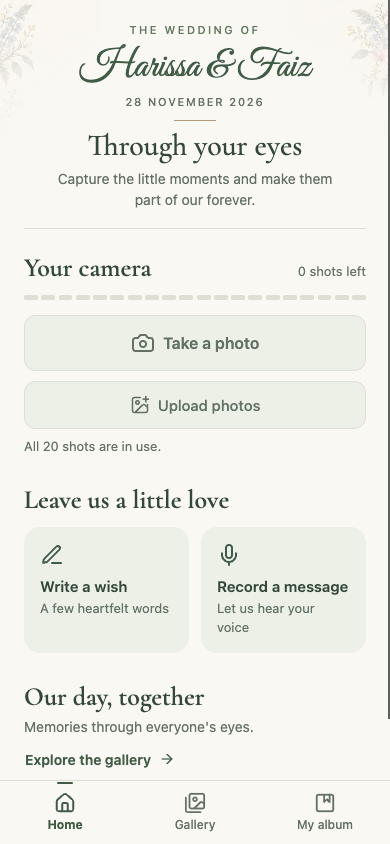 THE WEDDING OF
Harissa & Faiz
28 NOVEMBER 2026
Through your eyes
Capture the little moments and make them
part of our forever.
Your camera
0 shots left
Take a photo
Upload photos
All 20 shots are in use.
Leave us a little love
Write a wish
A few heartfelt words
Record a message
Let us hear your
voice
Our day, together
Memories through everyone's eyes.
Explore the gallery
Home
Gallery
My album